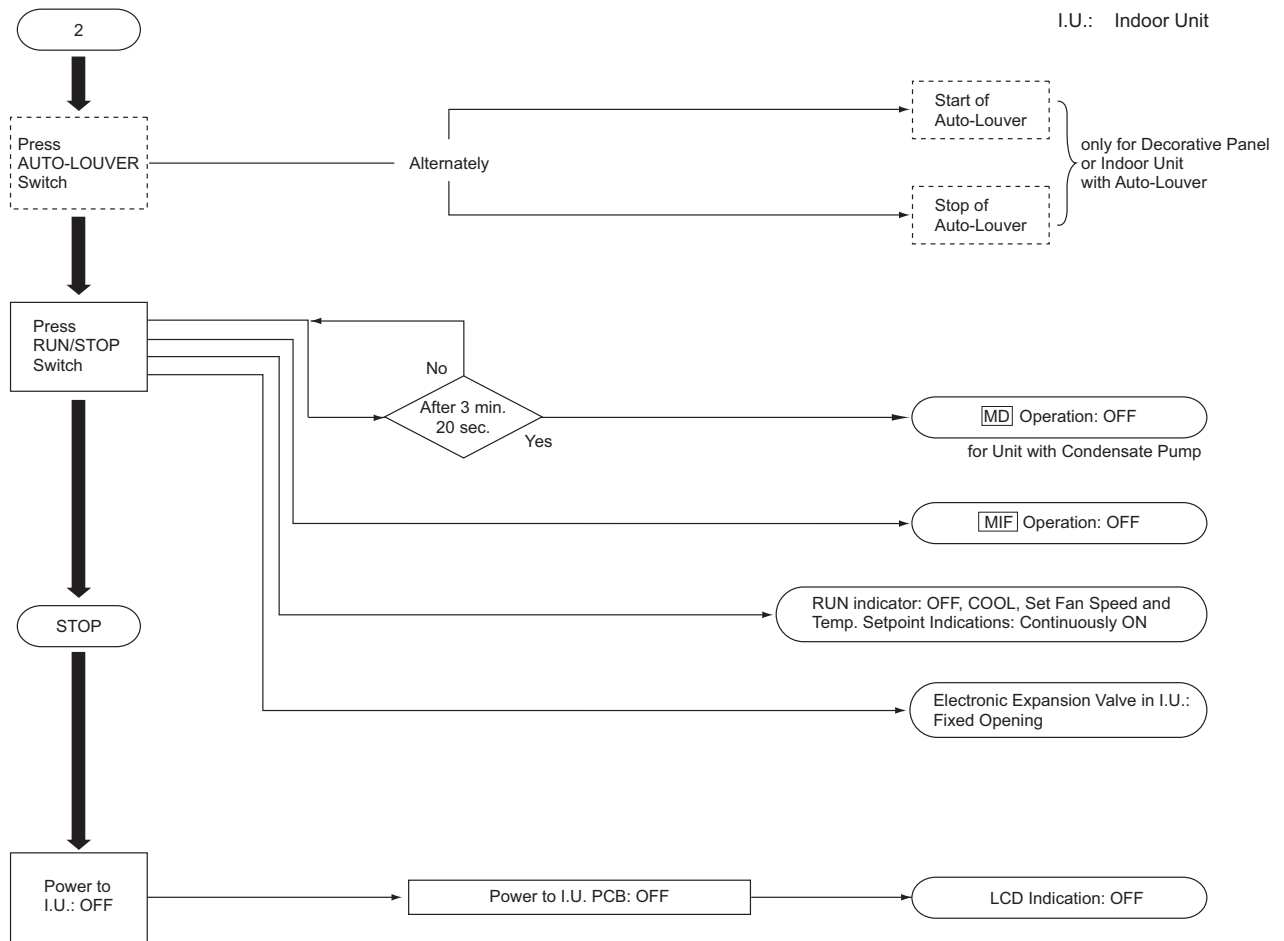 2
I.U.: Indoor Unit
Press
AUTO-LOUVER
Switch
Alternately
Start of
Auto-Louver
Stop of
Auto-Louver
only for Decorative Panel
or Indoor Unit
with Auto-Louver
Press
RUN/STOP
Switch
No
After 3 min.
20 sec.
Yes
MD Operation: OFF
for Unit with Condensate Pump
MIF Operation: OFF
RUN indicator: OFF, COOL, Set Fan Speed and
Temp. Setpoint Indications: Continuously ON
STOP
Electronic Expansion Valve in I.U.:
Fixed Opening
Power to
I.U.: OFF
Power to I.U. PCB: OFF
LCD Indication: OFF